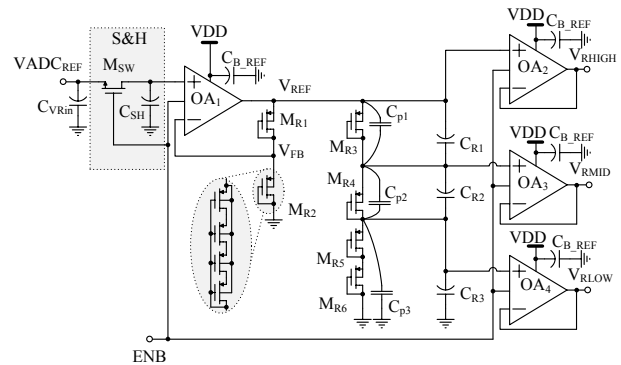 S&H
VDD
C_B_REF
VADC_REF
M_SW
C_VRin
C_SH
+
OA_1
−
V_REF
M_R1
V_FB
M_R2
M_R3
C_p1
C_R1
M_R4
C_p2
C_R2
M_R5
M_R6
C_p3
C_R3
VDD
C_B_REF
+
OA_2
−
V_RHIGH
VDD
C_B_REF
+
OA_3
−
V_RMID
VDD
C_B_REF
+
OA_4
−
V_RLOW
ENB